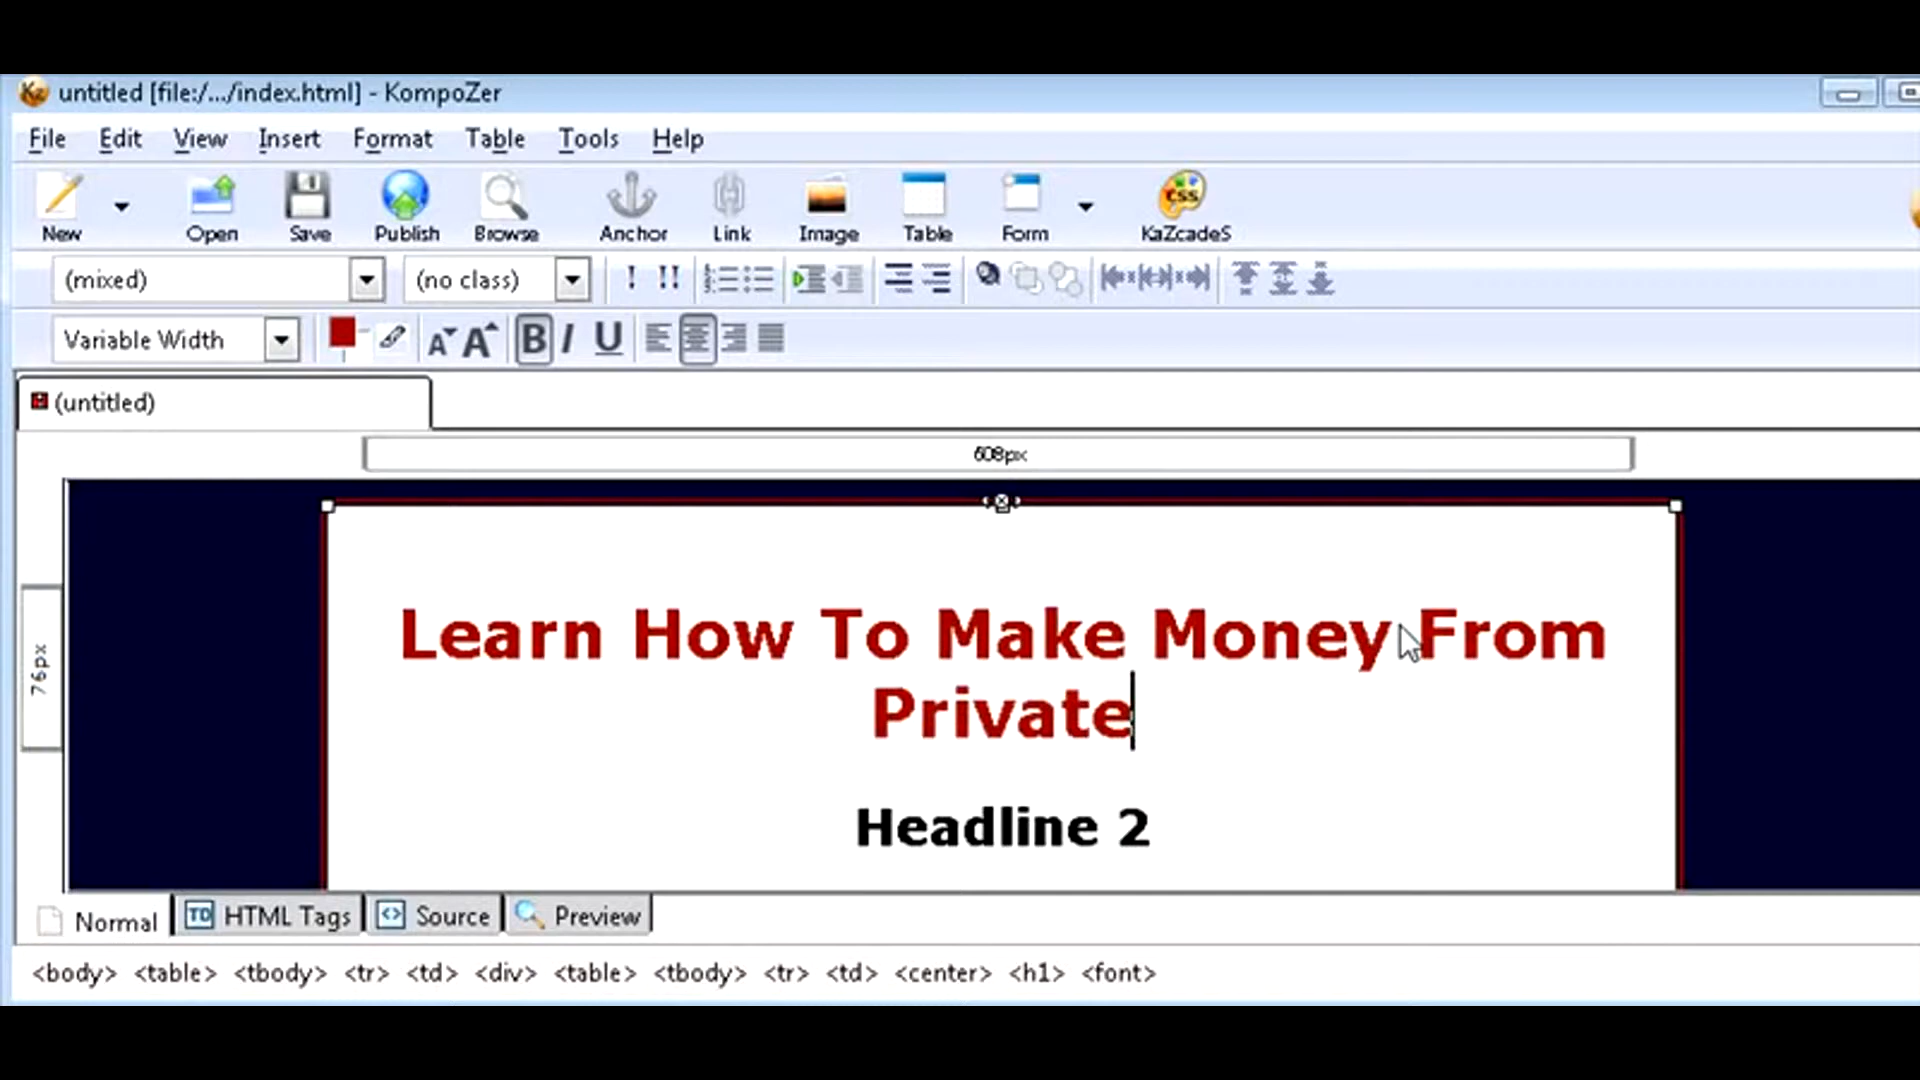 untitled [file:/.../index.html] - KompoZer
File Edit View Insert Format Table Tools Help
New Open Save Publish Browse Anchor Link Image Table Form KaZcadeS
(mixed) (no class)
Variable Width B I U
(untitled)
608px
76px
Learn How To Make Money From
Private
Headline 2
Normal HTML Tags Source Preview
<body> <table> <tbody> <tr> <td> <div> <table> <tbody> <tr> <td> <center> <h1> <font>